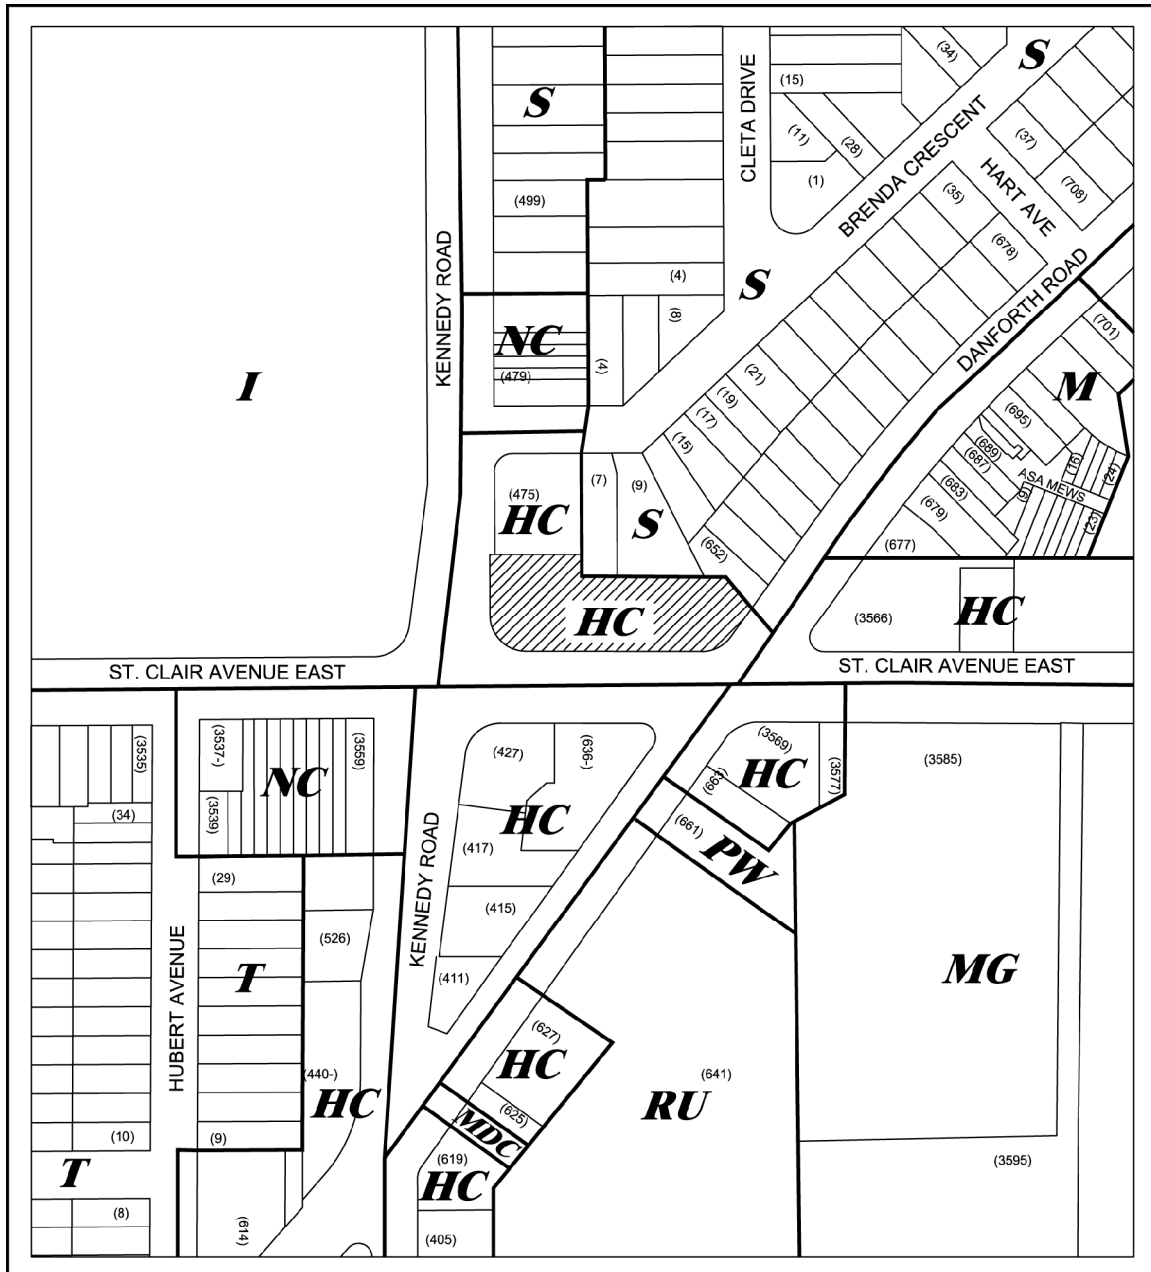 (34)
S
S
(15)
CLETA DRIVE
(11)
(28)
(37)
BRENDA CRESCENT
HART AVE
(1)
(708)
(35)
(499)
(678)
KENNEDY ROAD
(4)
S
DANFORTH ROAD
(8)
(701)
NC
(479)
(4)
(21)
I
M
(19)
(17)
(695)
(15)
(689)
(687)
(16)
(24)
ASA MEWS
(7)
(9)
(683)
(9)
(475)
HC
S
(679)
(23)
(652)
(677)
HC
HC
(3566)
ST. CLAIR AVENUE EAST
ST. CLAIR AVENUE EAST
(3535)
(3537-)
(3559)
(427)
(636-)
(3569)
(3577)
(3585)
HC
NC
(663)
(34)
(3539)
HC
(661)
(417)
PW
KENNEDY ROAD
(29)
(415)
(526)
HUBERT AVENUE
T
(411)
MG
(627)
HC
(440-)
(641)
HC
RU
(625)
MDC
(10)
(9)
(619)
(3595)
T
HC
(8)
(614)
(405)